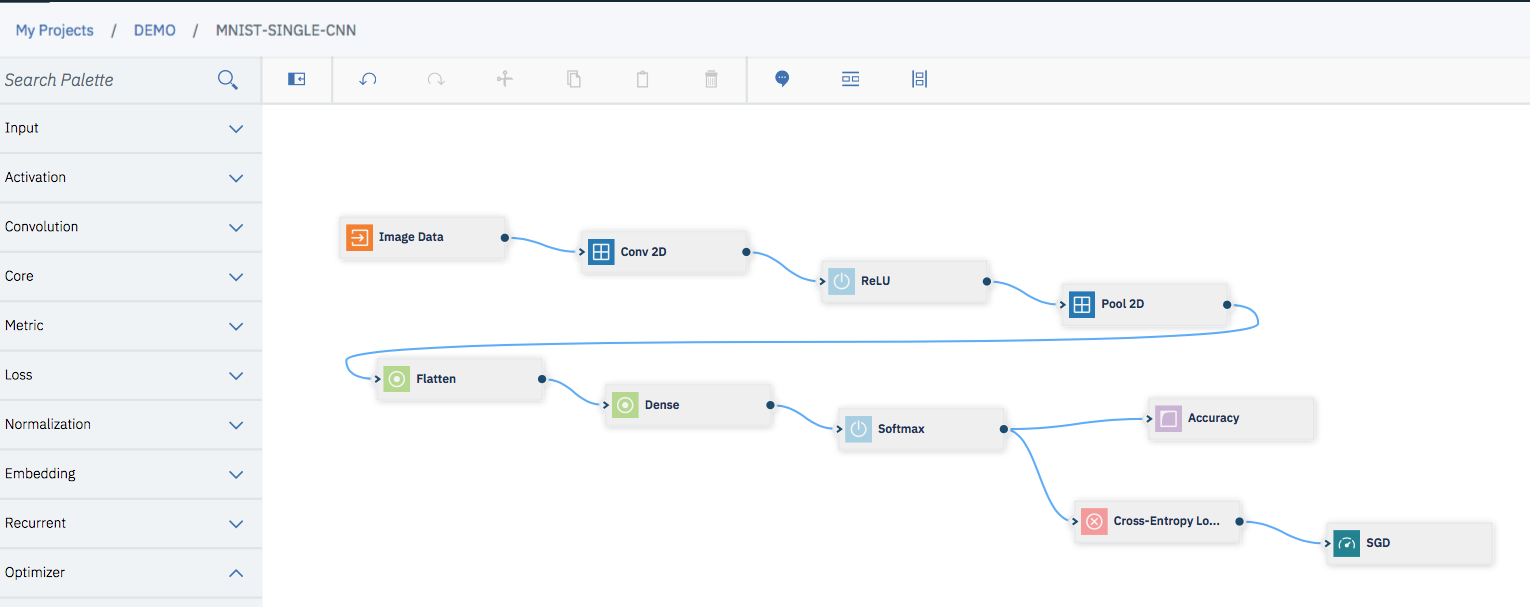 My Projects / DEMO / MNIST-SINGLE-CNN
Search Palette
Input
Activation
Convolution
Core
Metric
Loss
Normalization
Embedding
Recurrent
Optimizer
Image Data
Conv 2D
ReLU
Pool 2D
Flatten
Dense
Softmax
Accuracy
Cross-Entropy Lo...
SGD